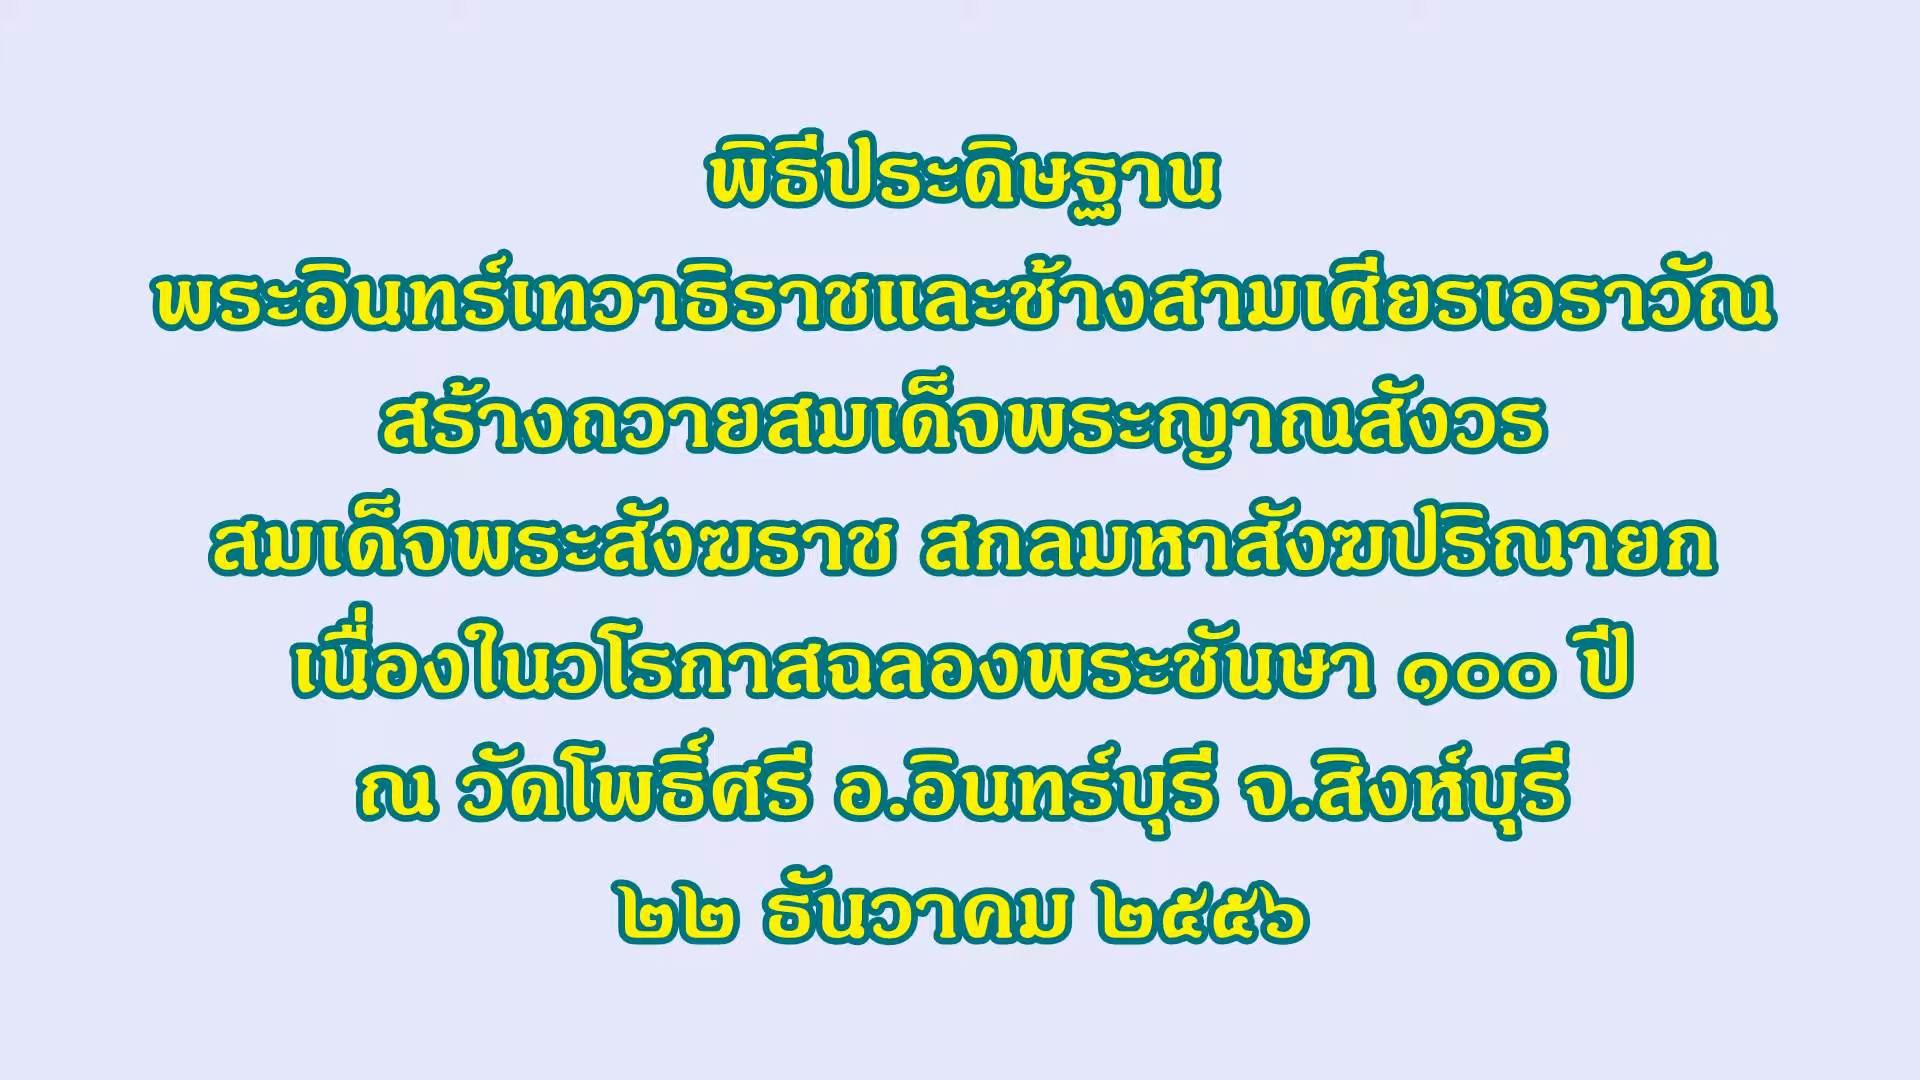 พิธีประดิษฐาน
พระอินทร์เทวาธิราชและช้างสามเศียรเอราวัณ
สร้างถวายสมเด็จพระญาณสังวร
สมเด็จพระสังฆราช สกลมหาสังฆปริณายก
เนื่องในวโรกาสฉลองพระชันษา ๑๐๐ ปี
ณ วัดโพธิ์ศรี อ.อินทร์บุรี จ.สิงห์บุรี
๒๒ ธันวาคม ๒๕๕๖